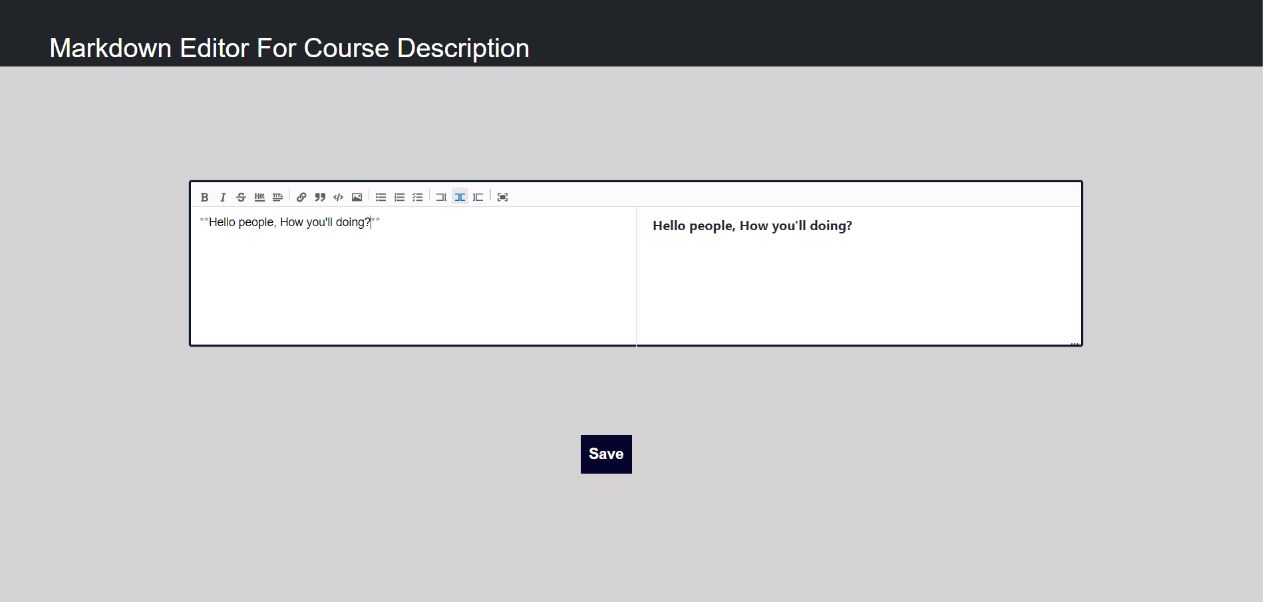 Markdown Editor For Course Description
B I S HR TITLE
**Hello people, How you'll doing?**
Hello people, How you'll doing?
Save